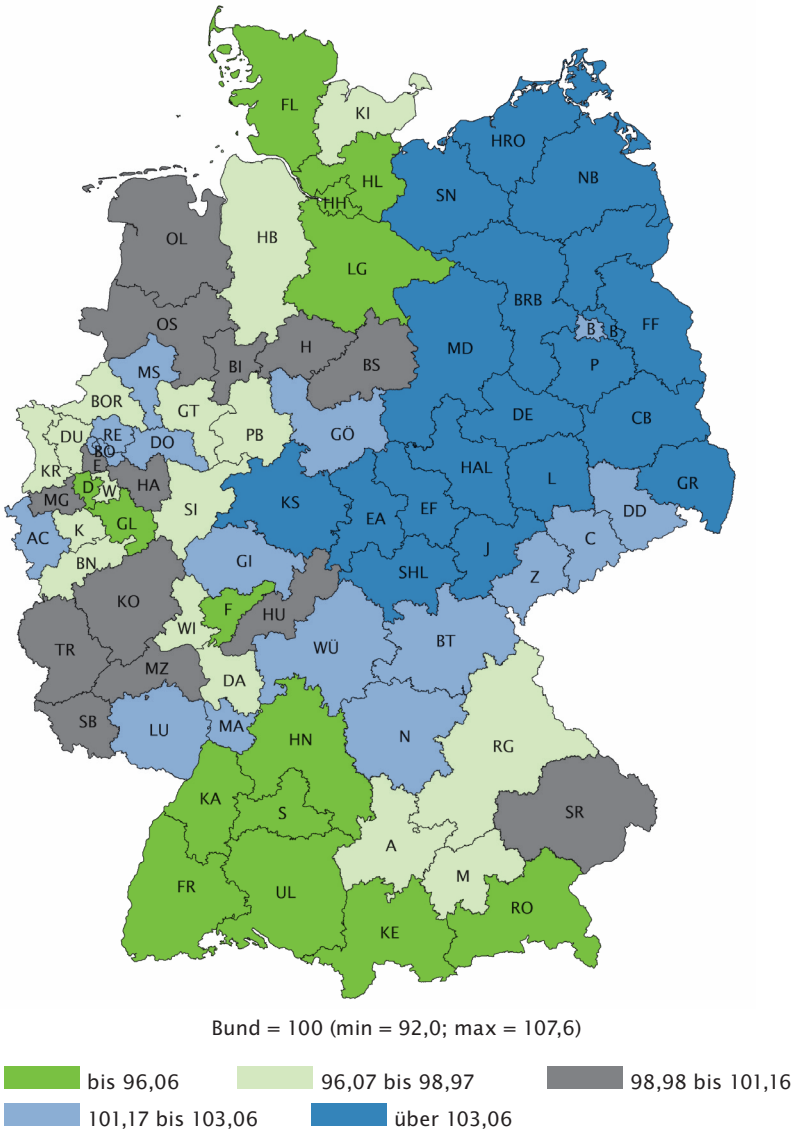 FL
KI
HRO
NB
HL
SN
HH
OL
HB
LG
BRB
OS
FF
B
B
H
MD
BI
BS
P
MS
BOR
GT
DE
CB
DU
RE
DO
PB
GÖ
BO
E
HAL
L
KR
D
W
HA
GR
MG
KS
SI
EA
EF
DD
AC
K
GL
J
C
BN
GI
SHL
Z
KO
F
HU
WI
BT
TR
WÜ
MZ
DA
SB
LU
MA
N
HN
RG
KA
S
SR
A
M
FR
UL
RO
KE
Bund = 100 (min = 92,0; max = 107,6)
bis 96,06 96,07 bis 98,97 98,98 bis 101,16
101,17 bis 103,06 über 103,06